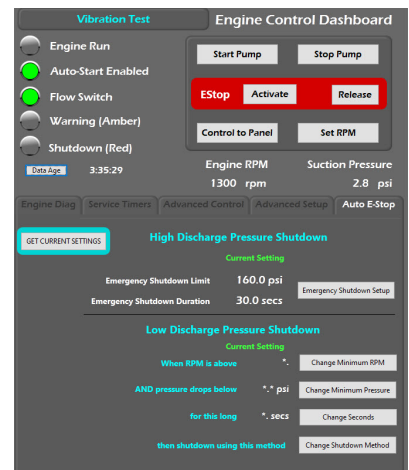 Vibration Test
Engine Control Dashboard
Engine Run
Auto-Start Enabled
Flow Switch
Warning (Amber)
Shutdown (Red)
Data Age 3:35:29
Start Pump Stop Pump
EStop Activate Release
Control to Panel Set RPM
Engine RPM Suction Pressure
1300 rpm 2.8 psi
Engine Diag Service Timers Advanced Control Advanced Setup Auto E-Stop
GET CURRENT SETTINGS
High Discharge Pressure Shutdown
Current Setting
Emergency Shutdown Limit 160.0 psi
Emergency Shutdown Duration 30.0 secs
Emergency Shutdown Setup
Low Discharge Pressure Shutdown
Current Setting
When RPM is above *. Change Minimum RPM
AND pressure drops below *.* psi Change Minimum Pressure
for this long *. secs Change Seconds
then shutdown using this method Change Shutdown Method